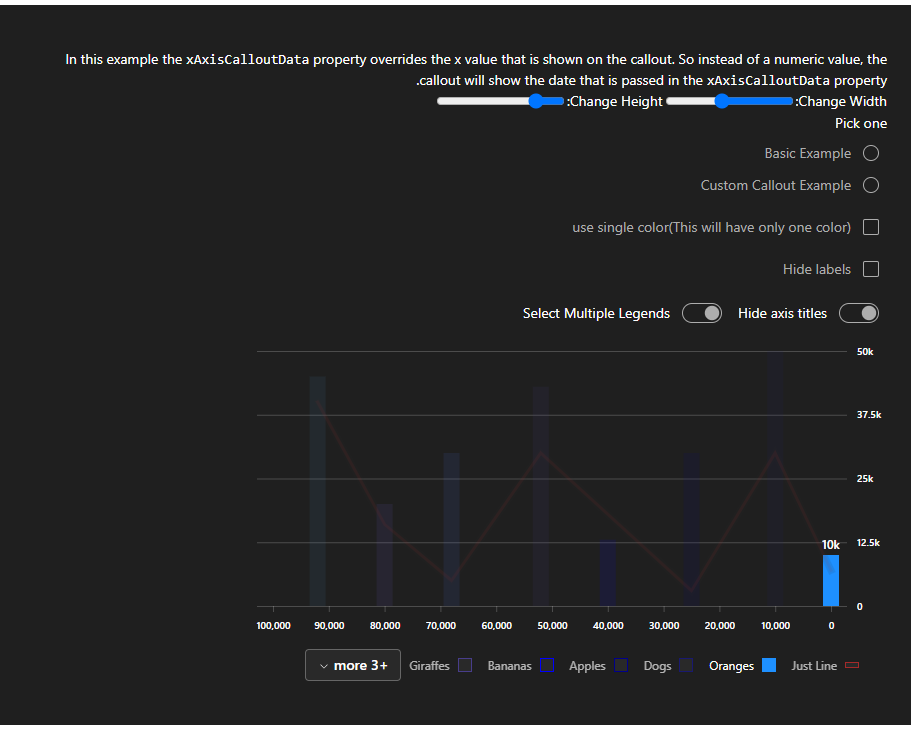 In this example the xAxisCalloutData property overrides the x value that is shown on the callout. So instead of a numeric value, the
.callout will show the date that is passed in the xAxisCalloutData property
:Change Height :Change Width
Pick one
Basic Example
Custom Callout Example
use single color(This will have only one color)
Hide labels
Select Multiple Legends Hide axis titles
50k
37.5k
25k
12.5k
10k
0
100,000 90,000 80,000 70,000 60,000 50,000 40,000 30,000 20,000 10,000 0
more 3+ Giraffes Bananas Apples Dogs Oranges Just Line